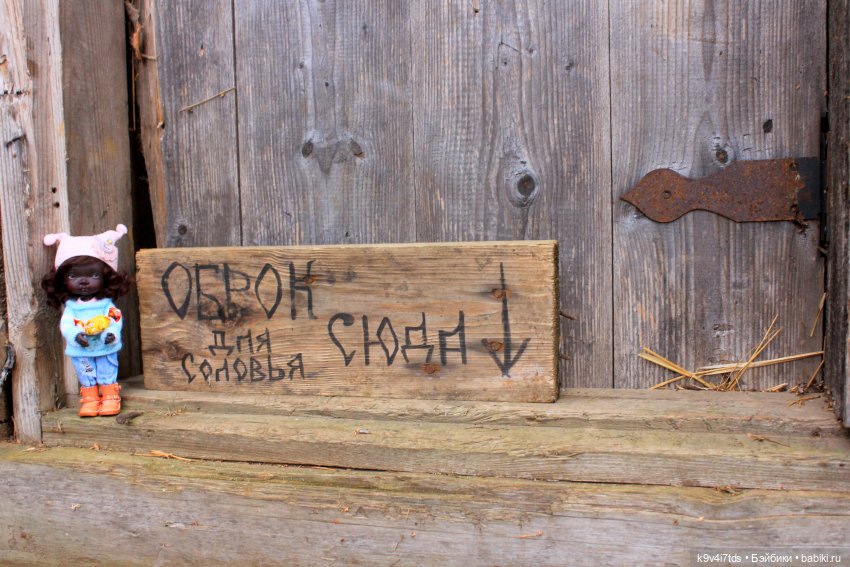 ОБРОК
ДЛЯ
СОЛОВЬЯ
СЮДА ↓
k9v4i7tds • Бэйбики • babiki.ru